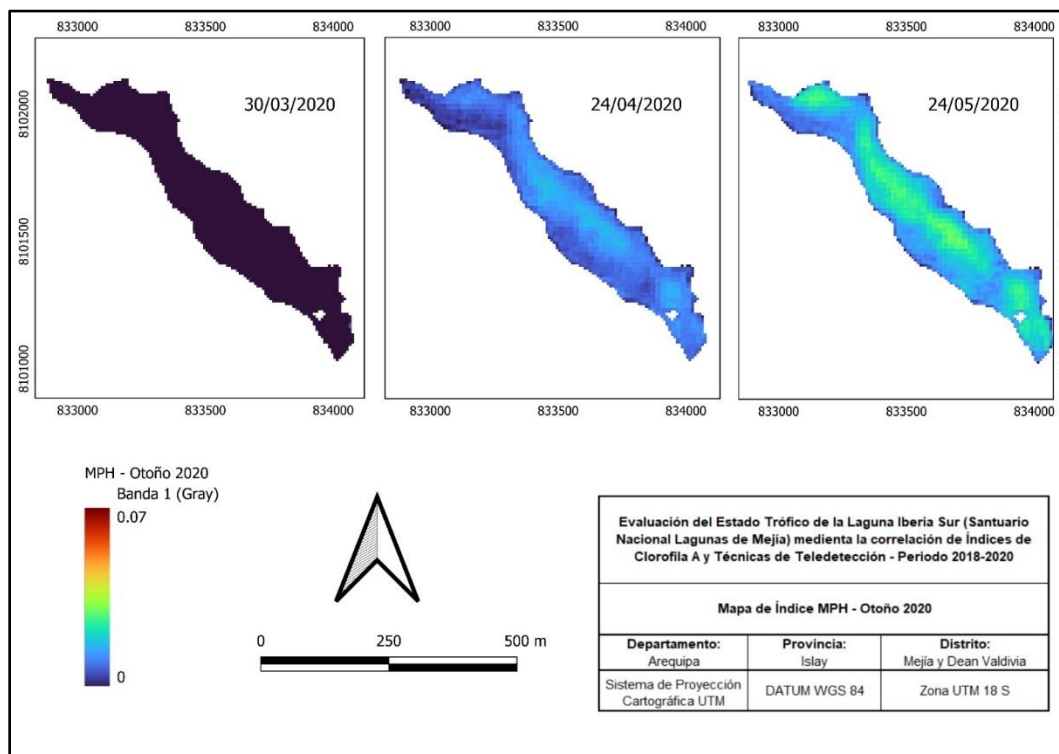 833000 833500 834000
833000 833500 834000
833000 833500 834000
8102000
8101500
8101000
30/03/2020
24/04/2020
24/05/2020
833000 833500 834000
833000 833500 834000
833000 833500 834000
MPH - Otoño 2020
Banda 1 (Gray)
0.07
0
0 250 500 m
Evaluación del Estado Trófico de la Laguna Iberia Sur (Santuario
Nacional Lagunas de Mejía) medienta la correlación de Índices de
Clorofila A y Técnicas de Teledetección - Periodo 2018-2020
Mapa de Índice MPH - Otoño 2020
Departamento:
Arequipa
Provincia:
Islay
Distrito:
Mejía y Dean Valdivia
Sistema de Proyección
Cartográfica UTM
DATUM WGS 84
Zona UTM 18 S